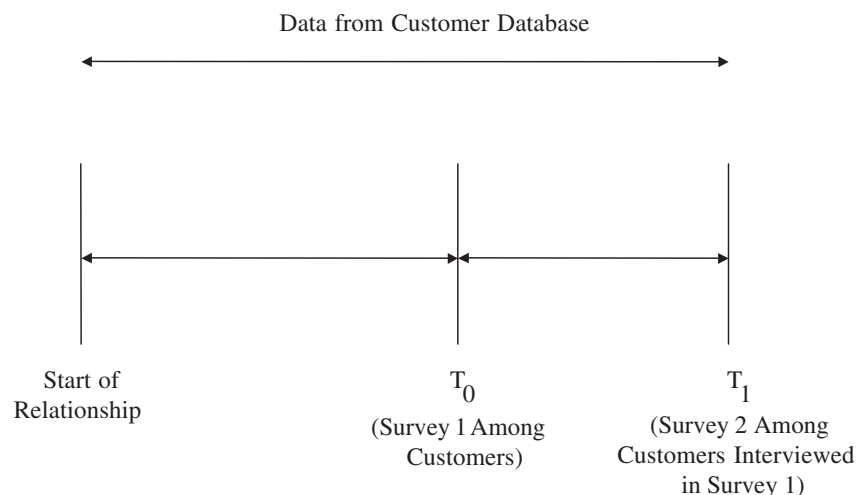 Data from Customer Database
Start of
Relationship
T0
(Survey 1 Among
Customers)
T1
(Survey 2 Among
Customers Interviewed
in Survey 1)